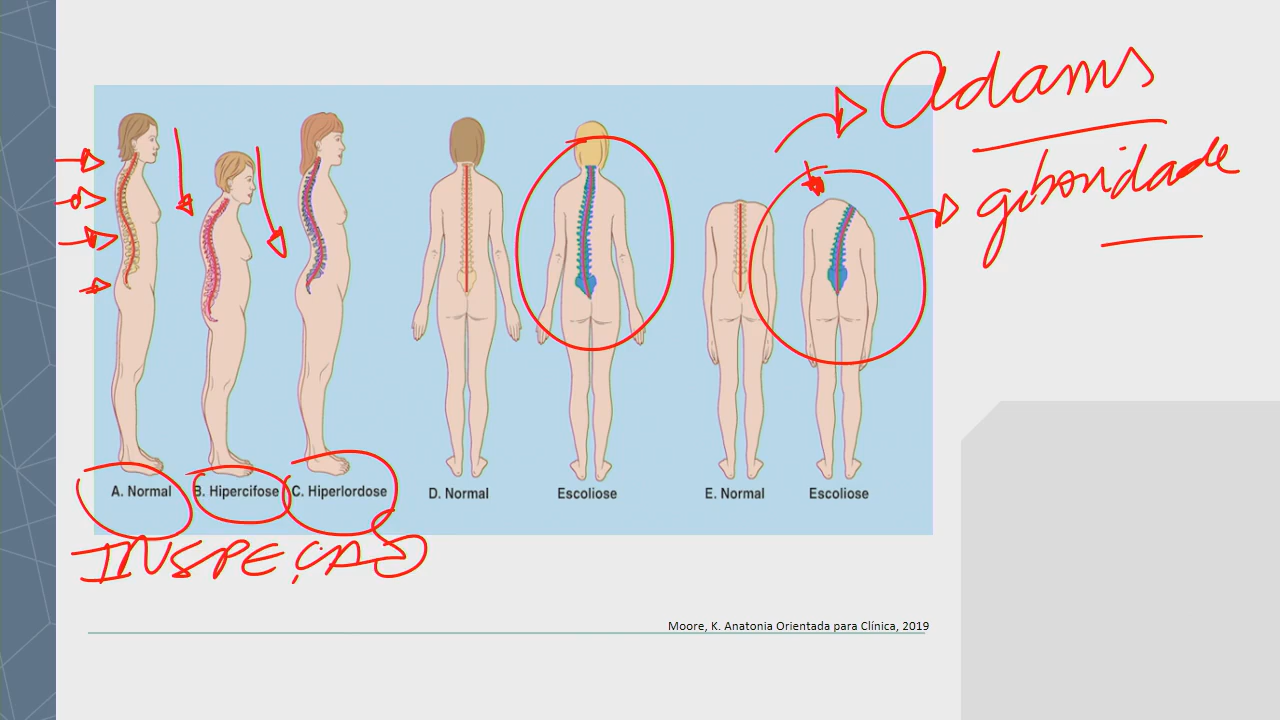 Adams
gibosidade
A. Normal
B. Hipercifose
C. Hiperlordose
D. Normal
Escoliose
E. Normal
Escoliose
INSPEÇÃO
Moore, K. Anatonia Orientada para Clínica, 2019